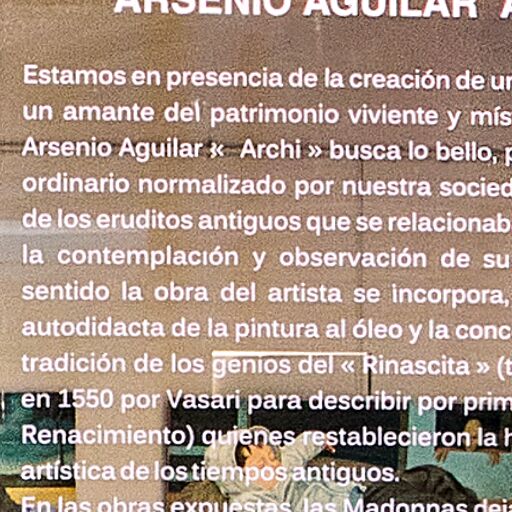 ARSENIO AGUILAR
Estamos en presencia de la creación de un
un amante del patrimonio viviente y mís
Arsenio Aguilar « Archi » busca lo bello, p
ordinario normalizado por nuestra socied
de los eruditos antiguos que se relacionab
la contemplación y observación de su
sentido la obra del artista se incorpora,
autodidacta de la pintura al óleo y la conc
tradición de los genios del « Rinascita » (t
en 1550 por Vasari para describir por prim
Renacimiento) quienes restablecieron la h
artística de los tiempos antiguos.
En las obras expuestas, las Madonnas dej